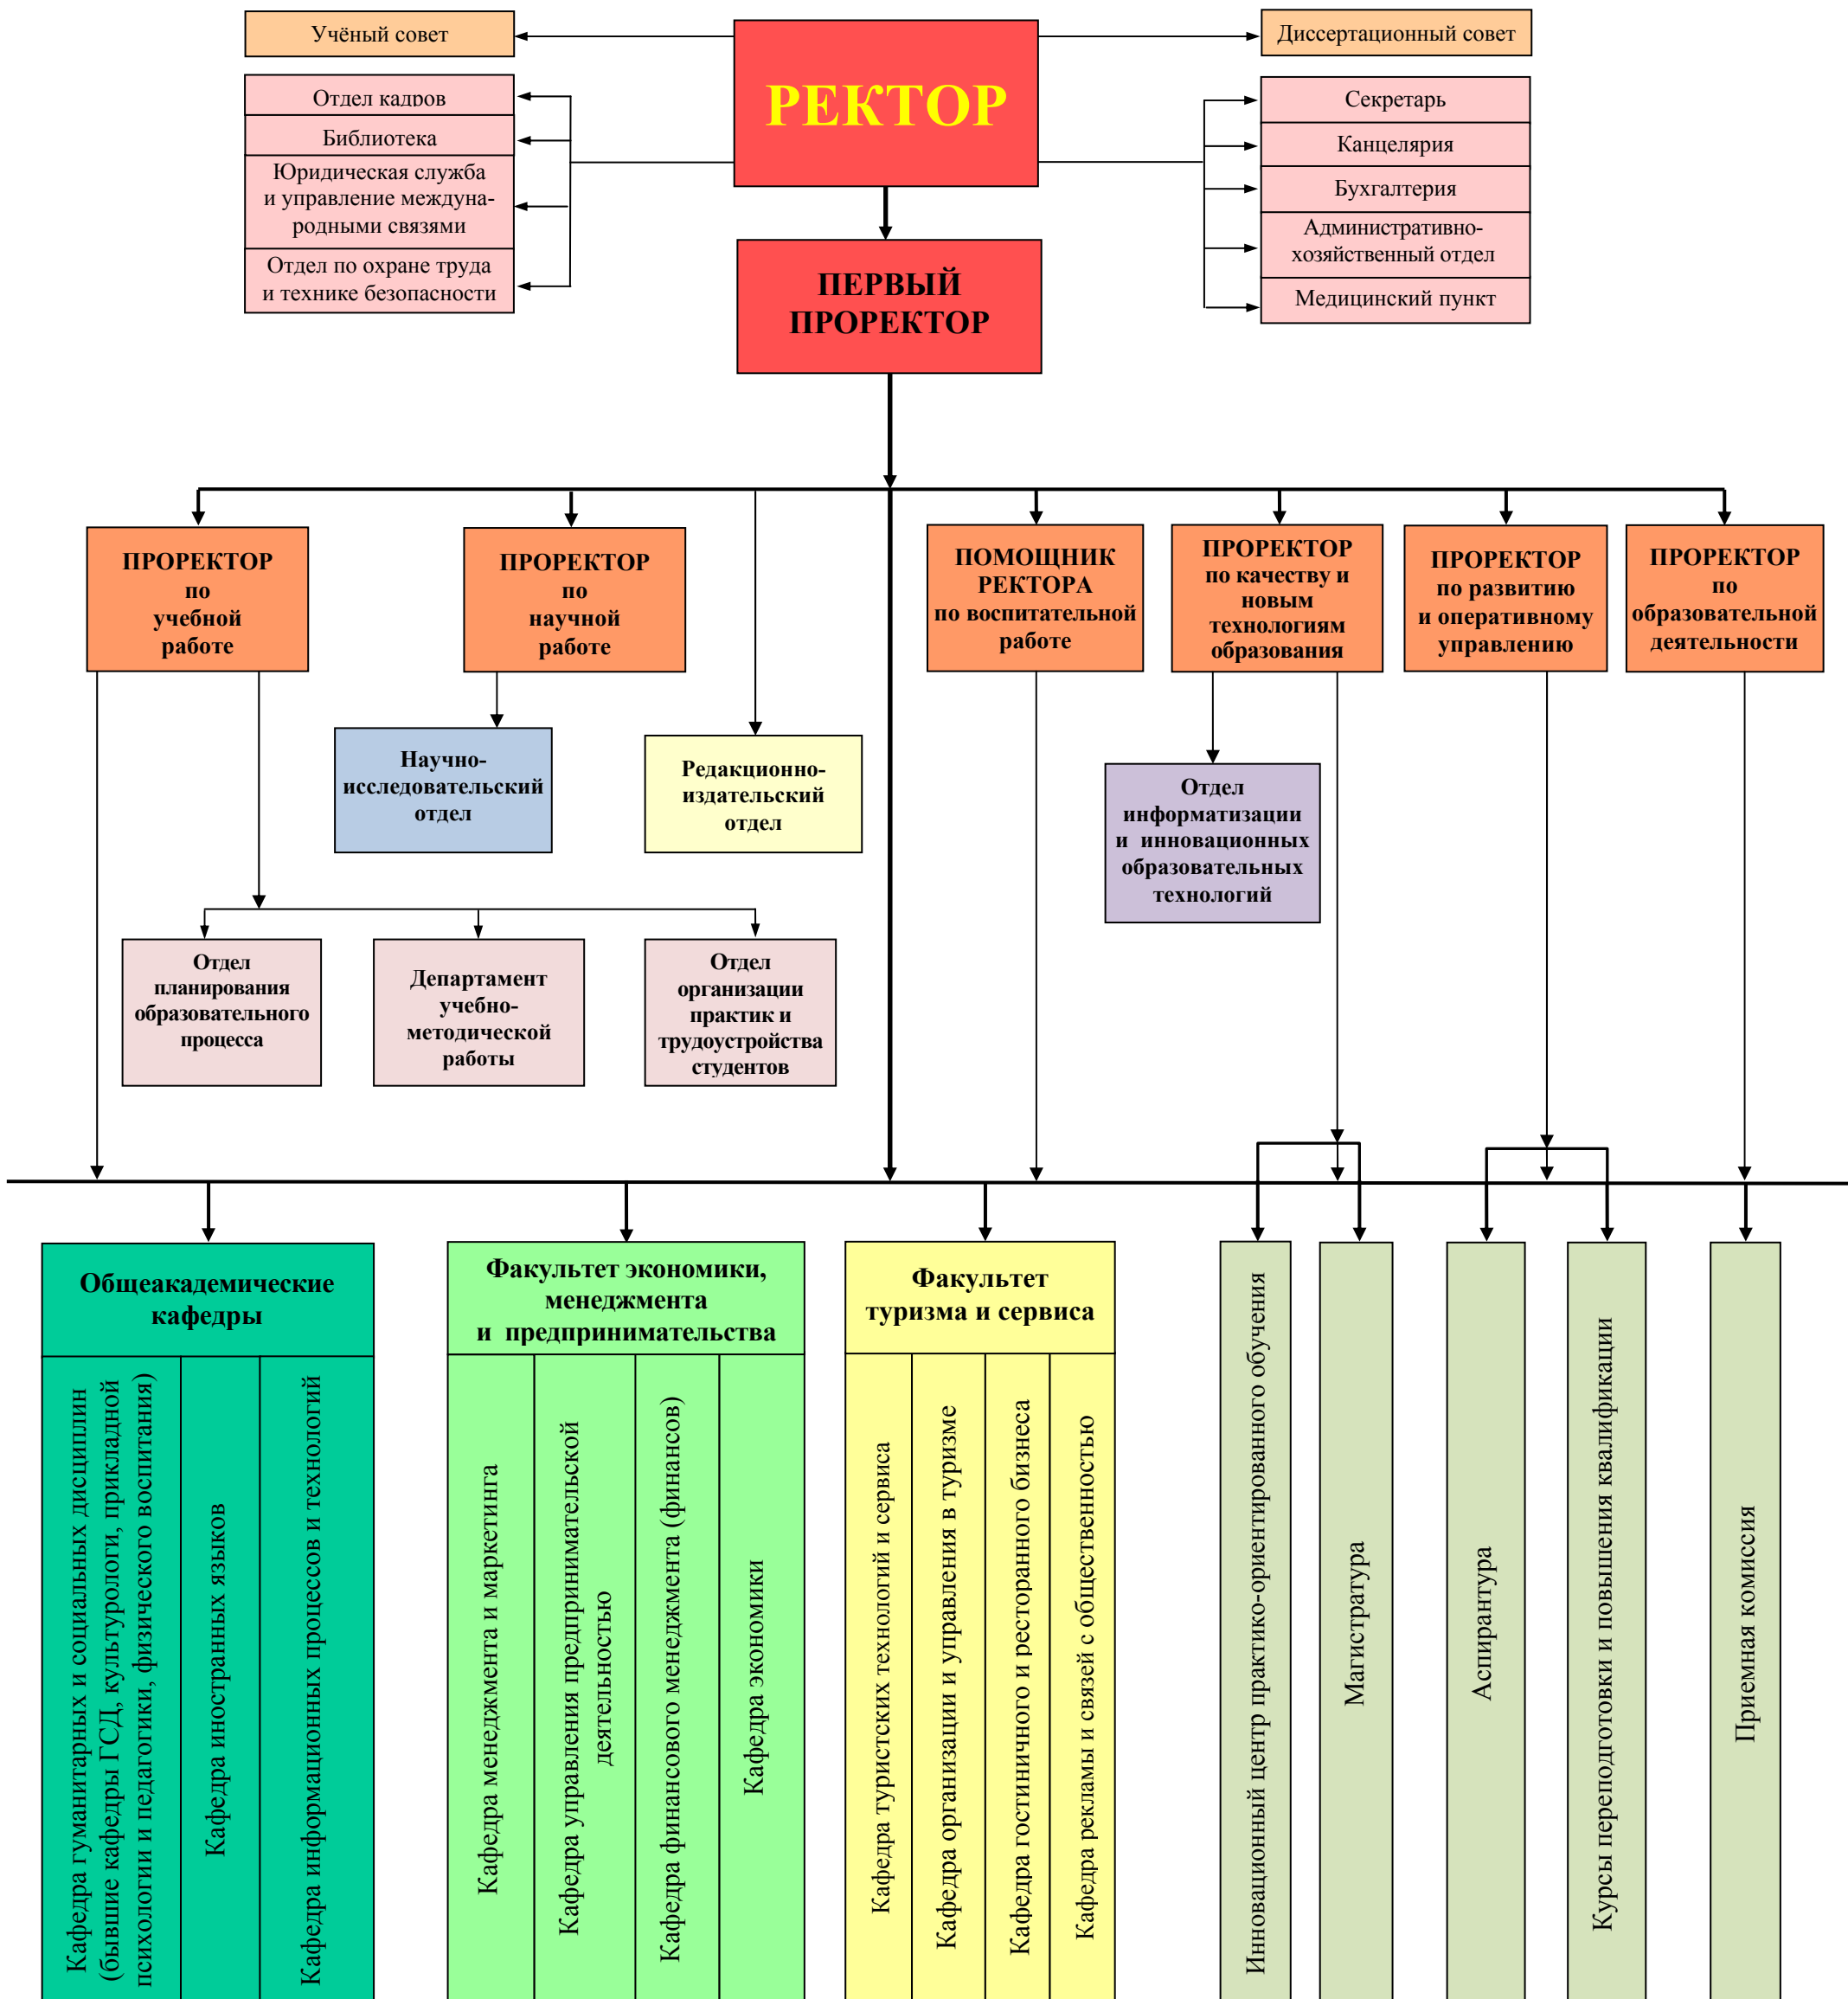 Учёный совет
РЕКТОР
Диссертационный совет
Отдел кадров
Библиотека
Юридическая служба
и управление междуна-
родными связями
Отдел по охране труда
и технике безопасности
Секретарь
Канцелярия
Бухгалтерия
Административно-
хозяйственный отдел
Медицинский пункт
ПЕРВЫЙ
ПРОРЕКТОР
ПРОРЕКТОР
по
учебной
работе
ПРОРЕКТОР
по
научной
работе
ПОМОЩНИК
РЕКТОРА
по воспитательной
работе
ПРОРЕКТОР
по качеству и
новым
технологиям
образования
ПРОРЕКТОР
по развитию
и оперативному
управлению
ПРОРЕКТОР
по
образовательной
деятельности
Научно-
исследовательский
отдел
Редакционно-
издательский
отдел
Отдел
информатизации
и инновационных
образовательных
технологий
Отдел
планирования
образовательного
процесса
Департамент
учебно-
методической
работы
Отдел
организации
практик и
трудоустройства
студентов
Общеакадемические
кафедры
Кафедра гуманитарных и социальных дисциплин
(бывшие кафедры ГСД, культурологи, прикладной
психологии и педагогики, физического воспитания)
Кафедра иностранных языков
Кафедра информационных процессов и технологий
Факультет экономики,
менеджмента
и предпринимательства
Кафедра менеджмента и маркетинга
Кафедра управления предпринимательской
деятельностью
Кафедра финансового менеджмента (финансов)
Кафедра экономики
Факультет
туризма и сервиса
Кафедра туристских технологий и сервиса
Кафедра организации и управления в туризме
Кафедра гостиничного и ресторанного бизнеса
Кафедра рекламы и связей с общественностью
Инновационный центр практико-ориентированного обучения
Магистратура
Аспирантура
Курсы переподготовки и повышения квалификации
Приемная комиссия